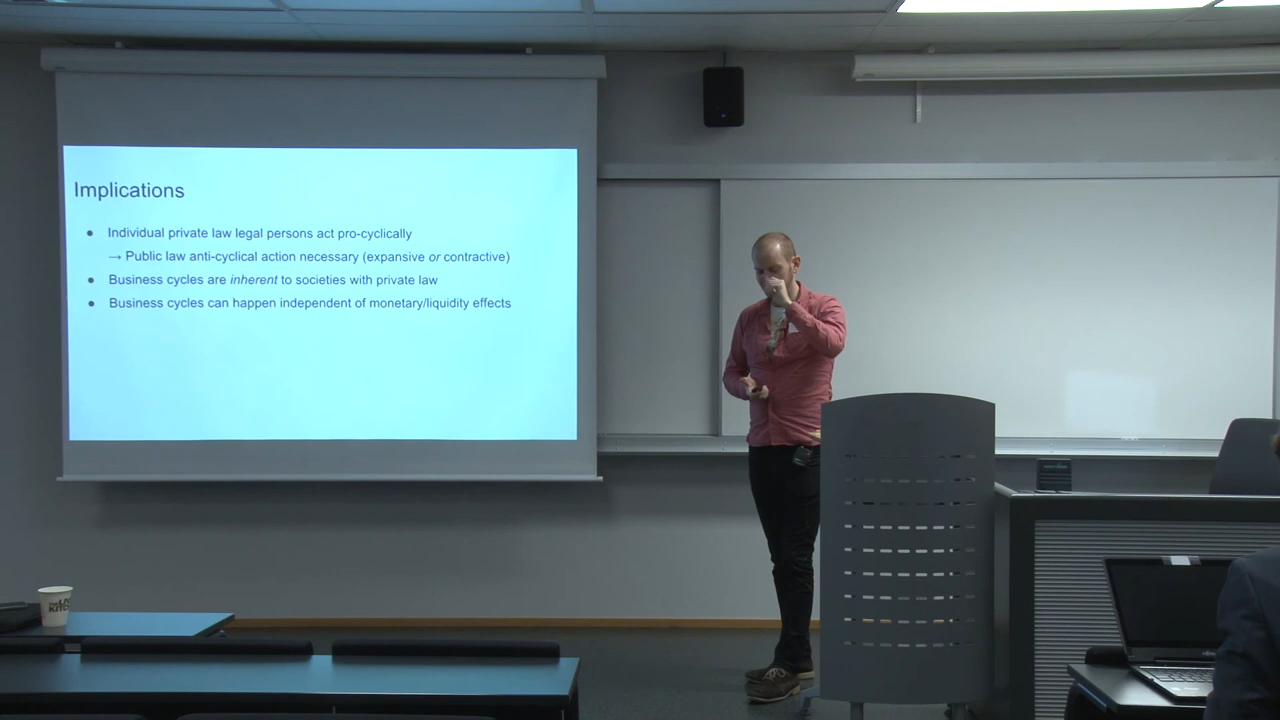 Implications
● Individual private law legal persons act pro-cyclically
→ Public law anti-cyclical action necessary (expansive or contractive)
● Business cycles are inherent to societies with private law
● Business cycles can happen independent of monetary/liquidity effects